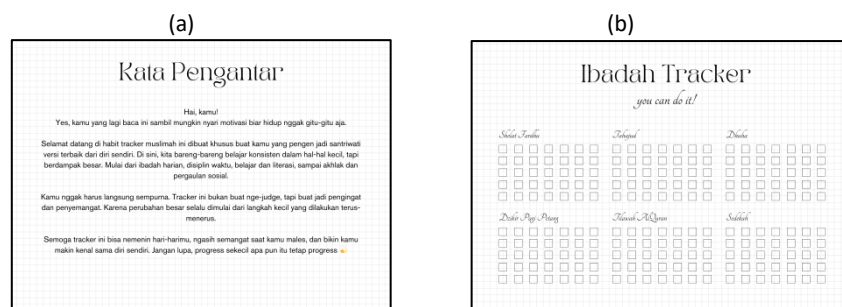 (a)
Kata Pengantar
Hai, kamu!
Yes, kamu yang lagi baca ini sambil mungkin nyari motivasi biar hidup nggak gitu-gitu aja.
Selamat datang di habit tracker muslimah ini dibuat khusus buat kamu yang pengen jadi santriwati
versi terbaik dari diri sendiri. Di sini, kita bareng-bareng belajar konsisten dalam hal-hal kecil, tapi
berdampak besar. Mulai dari ibadah harian, disiplin waktu, belajar dan literasi, sampai akhlak dan
pergaulan sosial.
Kamu nggak harus langsung sempurna. Tracker ini bukan buat nge-judge, tapi buat jadi pengingat
dan penyemangat. Karena perubahan besar selalu dimulai dari langkah kecil yang dilakukan terus-
menerus.
Semoga tracker ini bisa nemenin hari-harimu, ngasih semangat saat kamu males, dan bikin kamu
makin kenal sama diri sendiri. Jangan lupa, progress sekecil apa pun itu tetap progress
(b)
Ibadah Tracker
you can do it!
Sholat Fardhu
Tahajud
Dhuha
Dzikir Pagi Petang
Tilawah AlQuran
Sedekah